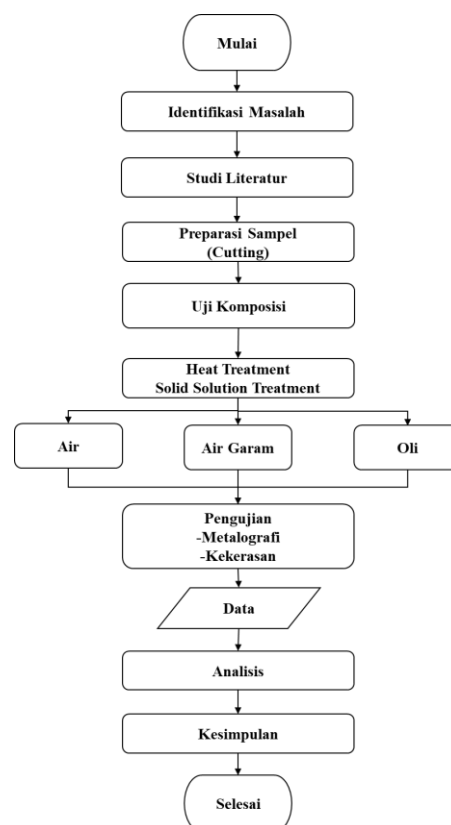 Mulai
Identifikasi Masalah
Studi Literatur
Preparasi Sampel
(Cutting)
Uji Komposisi
Heat Treatment
Solid Solution Treatment
Air
Air Garam
Oli
Pengujian
-Metalografi
-Kekerasan
Data
Analisis
Kesimpulan
Selesai